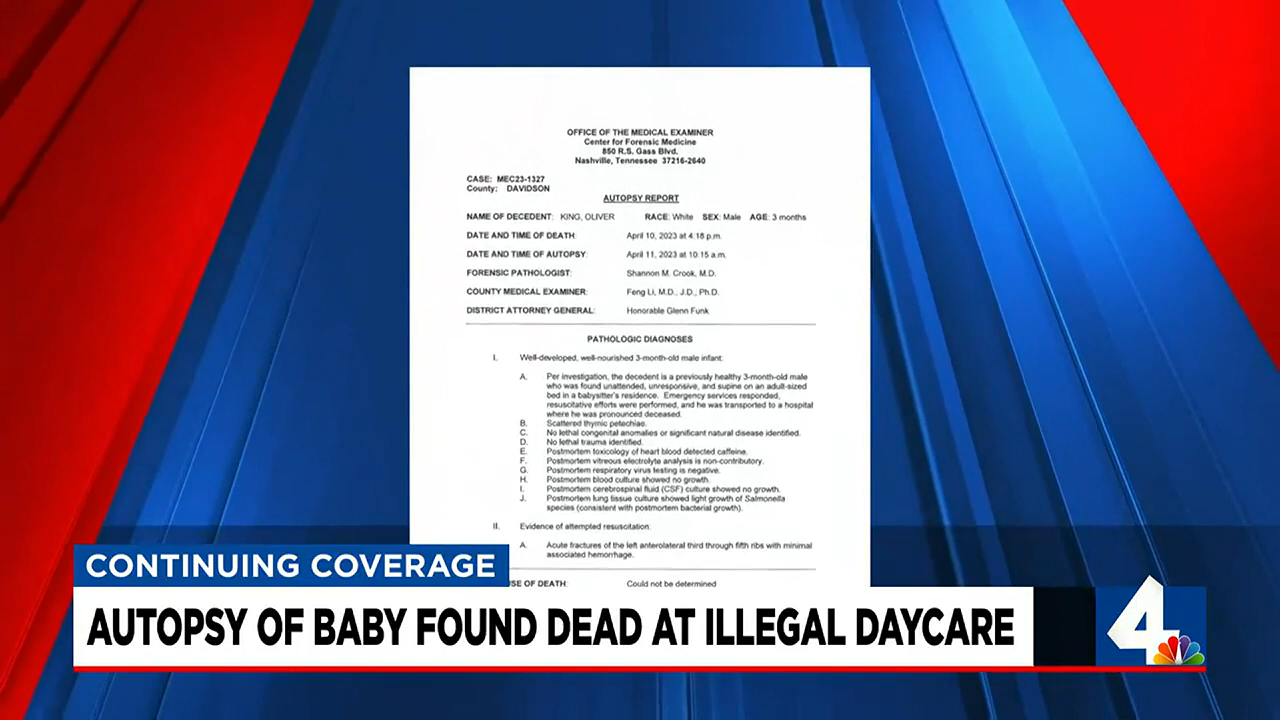 OFFICE OF THE MEDICAL EXAMINER
Center for Forensic Medicine
850 R.S. Gass Blvd.
Nashville, Tennessee 37216-2640
CASE: MEC23-1327
County: DAVIDSON
AUTOPSY REPORT
NAME OF DECEDENT: KING, OLIVER RACE: White SEX: Male AGE: 3 months
DATE AND TIME OF DEATH: April 10, 2023 at 4:18 p.m.
DATE AND TIME OF AUTOPSY: April 11, 2023 at 10:15 a.m.
FORENSIC PATHOLOGIST: Shannon M. Crook, M.D.
COUNTY MEDICAL EXAMINER: Feng Li, M.D., J.D., Ph.D.
DISTRICT ATTORNEY GENERAL: Honorable Glenn Funk
PATHOLOGIC DIAGNOSES
I. Well-developed, well-nourished 3-month-old male infant:
A. Per investigation, the decedent is a previously healthy 3-month-old male
who was found unattended, unresponsive, and supine on an adult-sized
bed in a babysitter's residence. Emergency services responded,
resuscitative efforts were performed, and he was transported to a hospital
where he was pronounced deceased.
B. Scattered thymic petechiae.
C. No lethal congenital anomalies or significant natural disease identified.
D. No lethal trauma identified.
E. Postmortem toxicology of heart blood detected caffeine.
F. Postmortem vitreous electrolyte analysis is non-contributory.
G. Postmortem respiratory virus testing is negative.
H. Postmortem blood culture showed no growth.
I. Postmortem cerebrospinal fluid (CSF) culture showed no growth.
J. Postmortem lung tissue culture showed light growth of Salmonella
species (consistent with postmortem bacterial growth).
II. Evidence of attempted resuscitation:
A. Acute fractures of the left anterolateral third through fifth ribs with minimal
associated hemorrhage.
USE OF DEATH: Could not be determined
CONTINUING COVERAGE
AUTOPSY OF BABY FOUND DEAD AT ILLEGAL DAYCARE
4